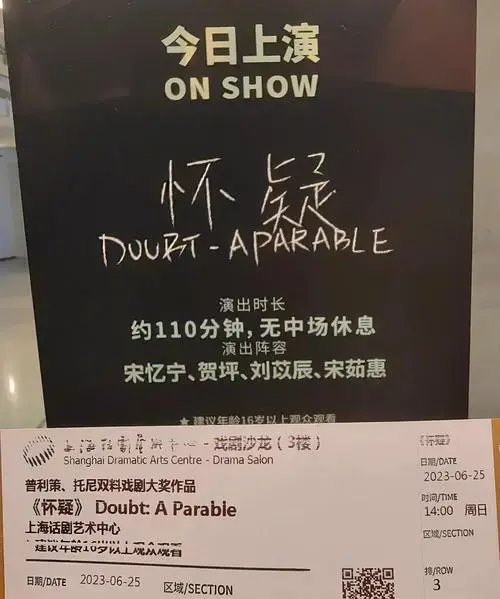 今日上演
ON SHOW
怀疑
DOUBT-A PARABLE
演出时长
约110分钟，无中场休息
演出阵容
宋忆宁、贺坪、刘苡辰、宋茹惠
★ 建议年龄16岁以上观众观看
上海话剧艺术中心 - 戏剧沙龙（3楼）
Shanghai Dramatic Arts Centre - Drama Salon
普利策、托尼双料戏剧大奖作品
《怀疑》 Doubt: A Parable
上海话剧艺术中心
建议年龄16岁以上观众观看
日期/DATE 2023-06-25 区域/SECTION
《怀疑》
日期/DATE
2023-06-25
时间/TIME
14:00 周日
区域/SECTION
排/ROW
3